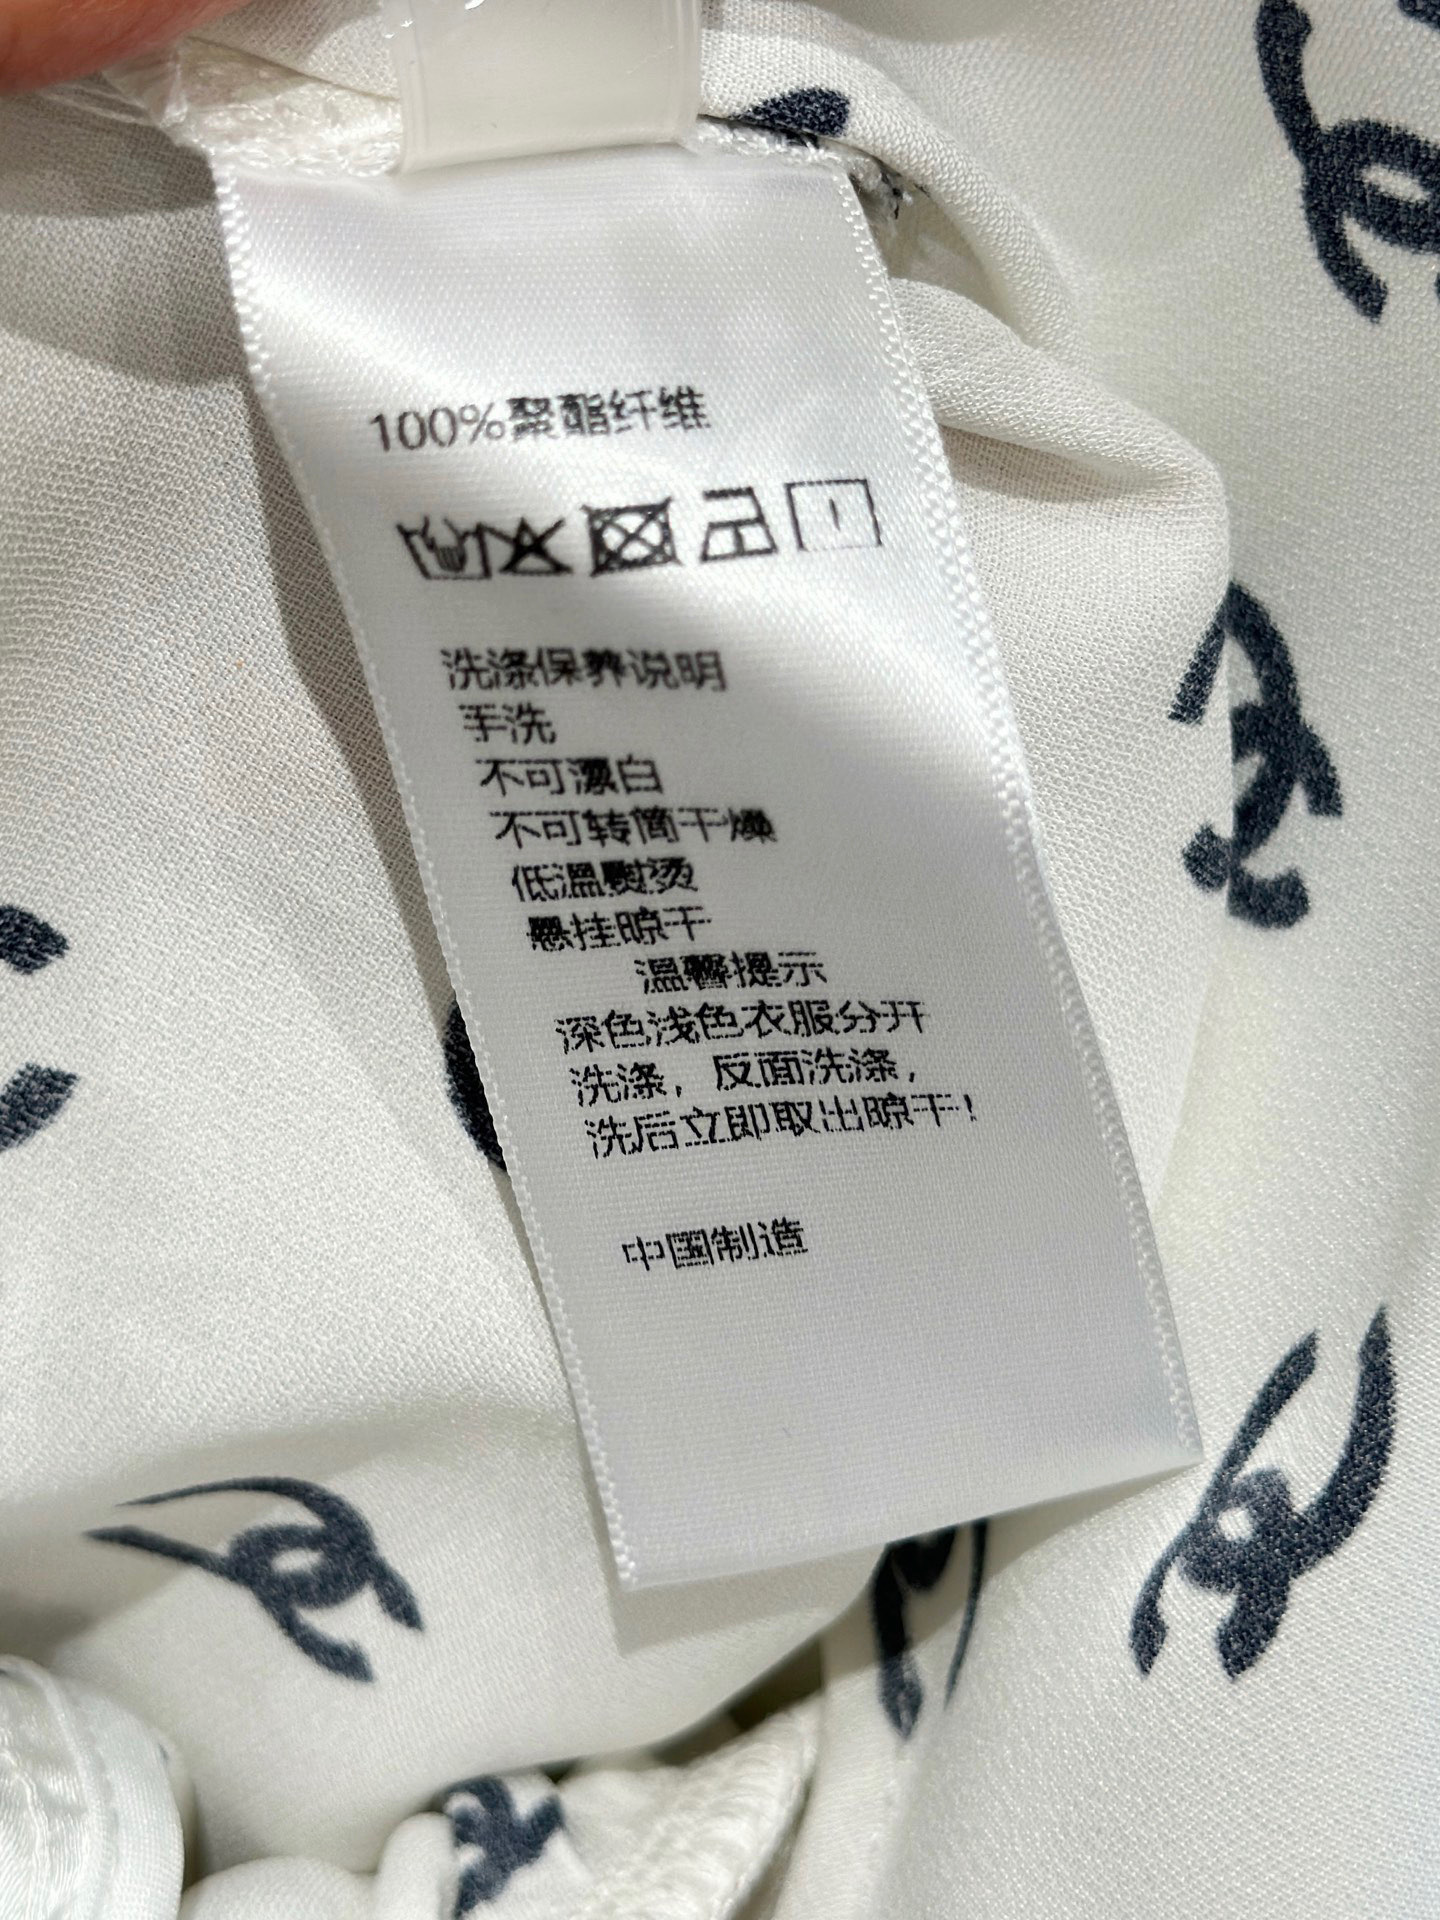 100%聚酯纤维
洗涤保养说明
手洗
不可漂白
不可转筒干燥
低温熨烫
悬挂晾干
温馨提示
深色浅色衣服分开
洗涤，反面洗涤，
洗后立即取出晾干！
中国制造